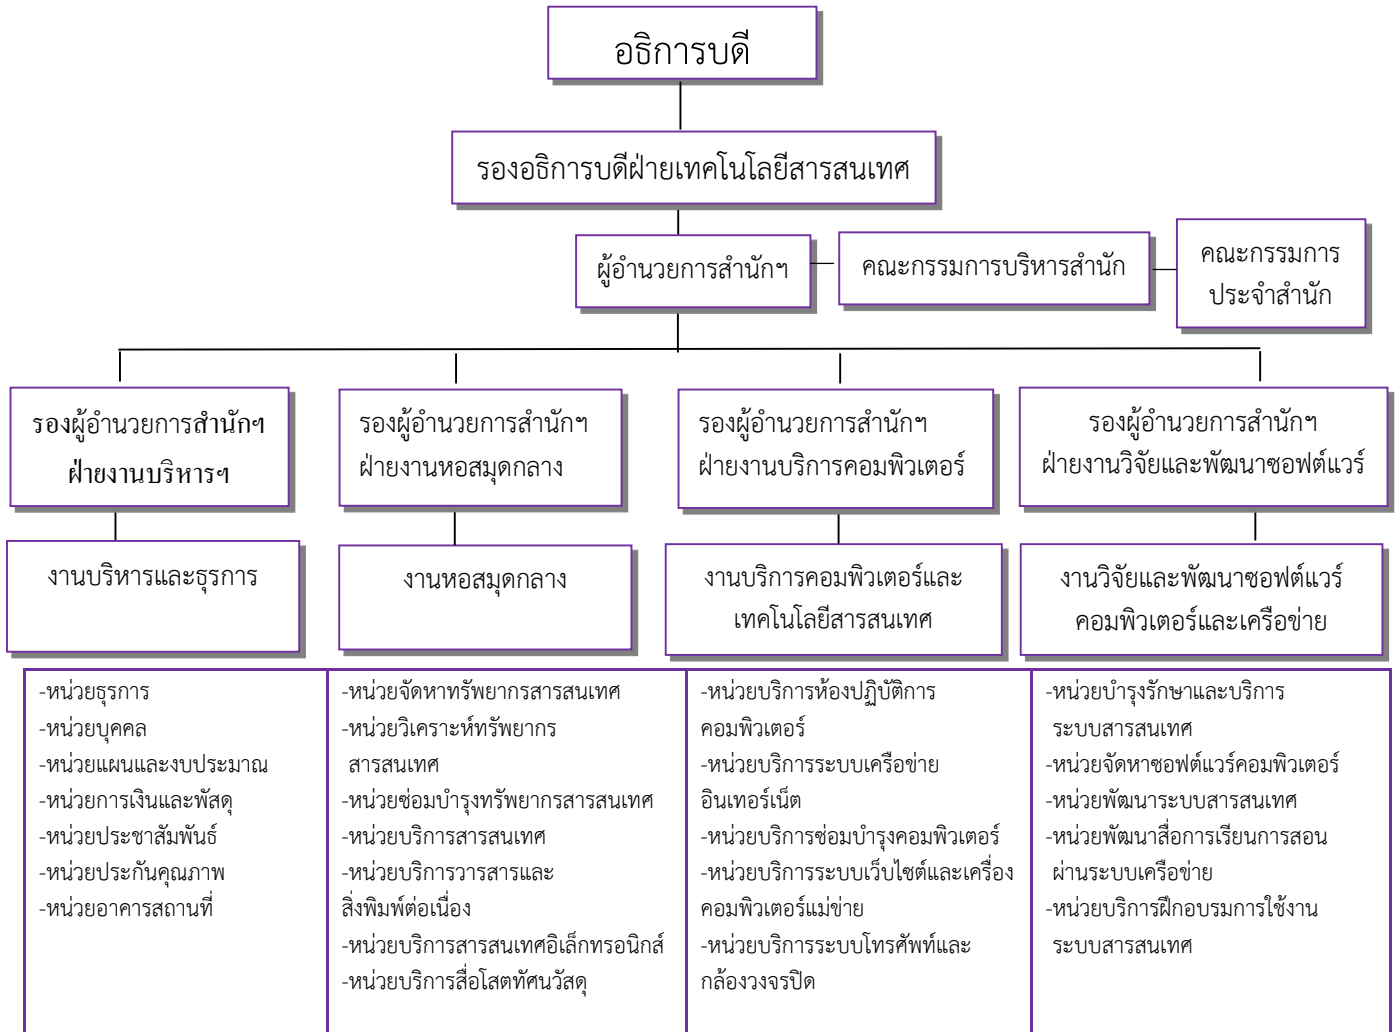 อธิการบดี
รองอธิการบดีฝ่ายเทคโนโลยีสารสนเทศ
ผู้อำนวยการสำนักฯ
คณะกรรมการบริหารสำนัก
คณะกรรมการ
ประจำสำนัก
รองผู้อำนวยการสำนักฯ
ฝ่ายงานบริหารฯ
รองผู้อำนวยการสำนักฯ
ฝ่ายงานหอสมุดกลาง
รองผู้อำนวยการสำนักฯ
ฝ่ายงานบริการคอมพิวเตอร์
รองผู้อำนวยการสำนักฯ
ฝ่ายงานวิจัยและพัฒนาซอฟต์แวร์
งานบริหารและธุรการ
งานหอสมุดกลาง
งานบริการคอมพิวเตอร์และ
เทคโนโลยีสารสนเทศ
งานวิจัยและพัฒนาซอฟต์แวร์
คอมพิวเตอร์และเครือข่าย
-หน่วยธุรการ
-หน่วยบุคคล
-หน่วยแผนและงบประมาณ
-หน่วยการเงินและพัสดุ
-หน่วยประชาสัมพันธ์
-หน่วยประกันคุณภาพ
-หน่วยอาคารสถานที่
-หน่วยจัดหาทรัพยากรสารสนเทศ
-หน่วยวิเคราะห์ทรัพยากร
สารสนเทศ
-หน่วยซ่อมบำรุงทรัพยากรสารสนเทศ
-หน่วยบริการสารสนเทศ
-หน่วยบริการวารสารและ
สิ่งพิมพ์ต่อเนื่อง
-หน่วยบริการสารสนเทศอิเล็กทรอนิกส์
-หน่วยบริการสื่อโสตทัศนวัสดุ
-หน่วยบริการห้องปฏิบัติการ
คอมพิวเตอร์
-หน่วยบริการระบบเครือข่าย
อินเทอร์เน็ต
-หน่วยบริการซ่อมบำรุงคอมพิวเตอร์
-หน่วยบริการระบบเว็บไซต์และเครื่อง
คอมพิวเตอร์แม่ข่าย
-หน่วยบริการระบบโทรศัพท์และ
กล้องวงจรปิด
-หน่วยบำรุงรักษาและบริการ
ระบบสารสนเทศ
-หน่วยจัดหาซอฟต์แวร์คอมพิวเตอร์
-หน่วยพัฒนาระบบสารสนเทศ
-หน่วยพัฒนาสื่อการเรียนการสอน
ผ่านระบบเครือข่าย
-หน่วยบริการฝึกอบรมการใช้งาน
ระบบสารสนเทศ